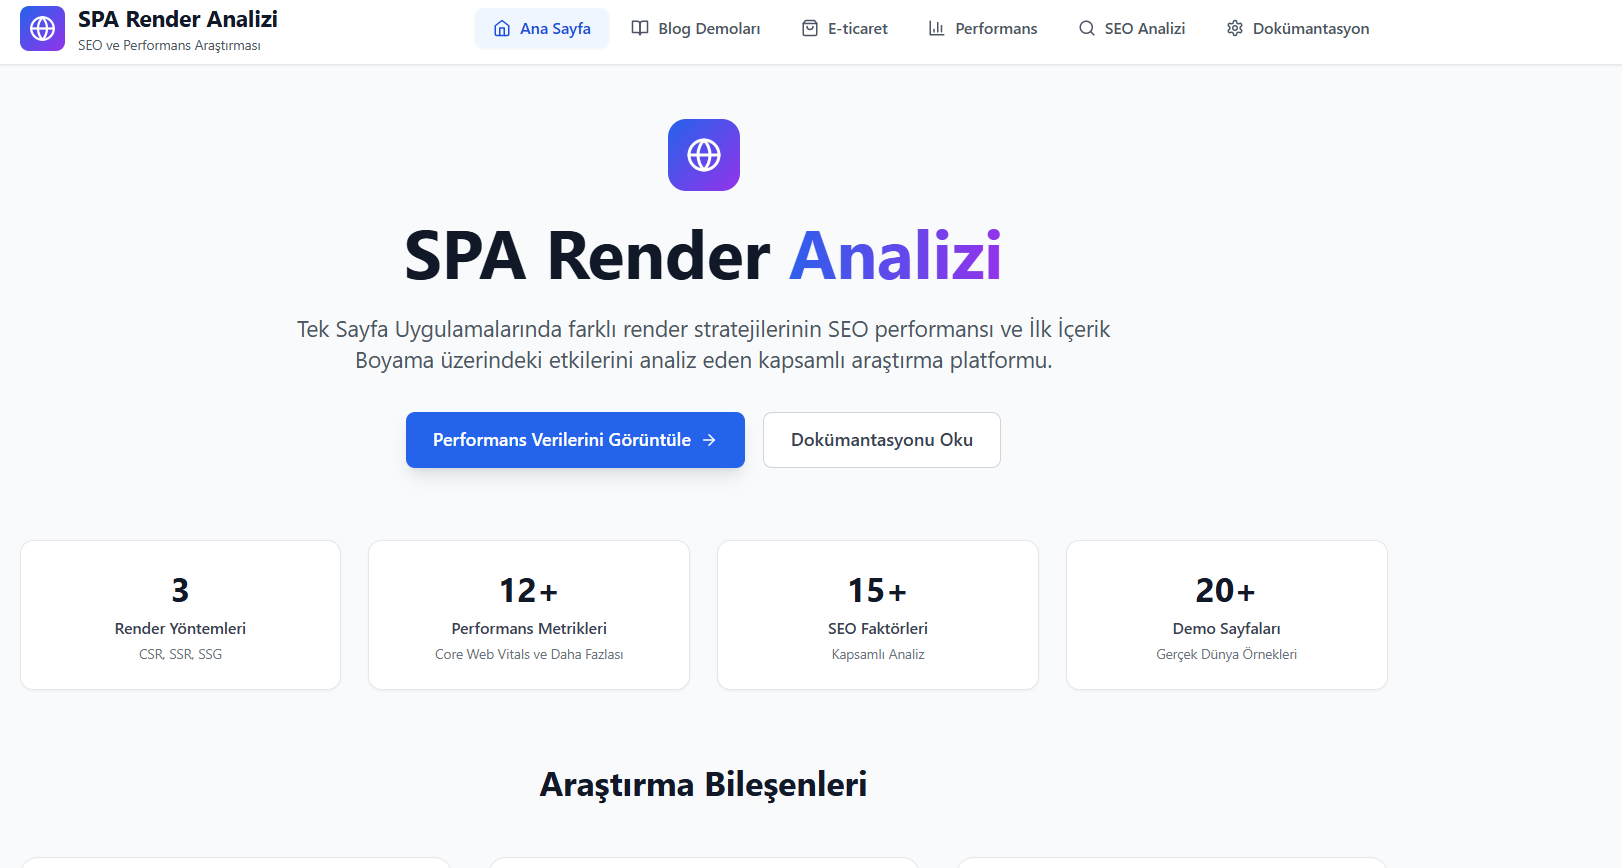 SPA Render Analizi
SEO ve Performans Araştırması
Ana Sayfa
Blog Demoları
E-ticaret
Performans
SEO Analizi
Dokümantasyon
SPA Render Analizi
Tek Sayfa Uygulamalarında farklı render stratejilerinin SEO performansı ve İlk İçerik
Boyama üzerindeki etkilerini analiz eden kapsamlı araştırma platformu.
Performans Verilerini Görüntüle →
Dokümantasyonu Oku
3
Render Yöntemleri
CSR, SSR, SSG
12+
Performans Metrikleri
Core Web Vitals ve Daha Fazlası
15+
SEO Faktörleri
Kapsamlı Analiz
20+
Demo Sayfaları
Gerçek Dünya Örnekleri
Araştırma Bileşenleri